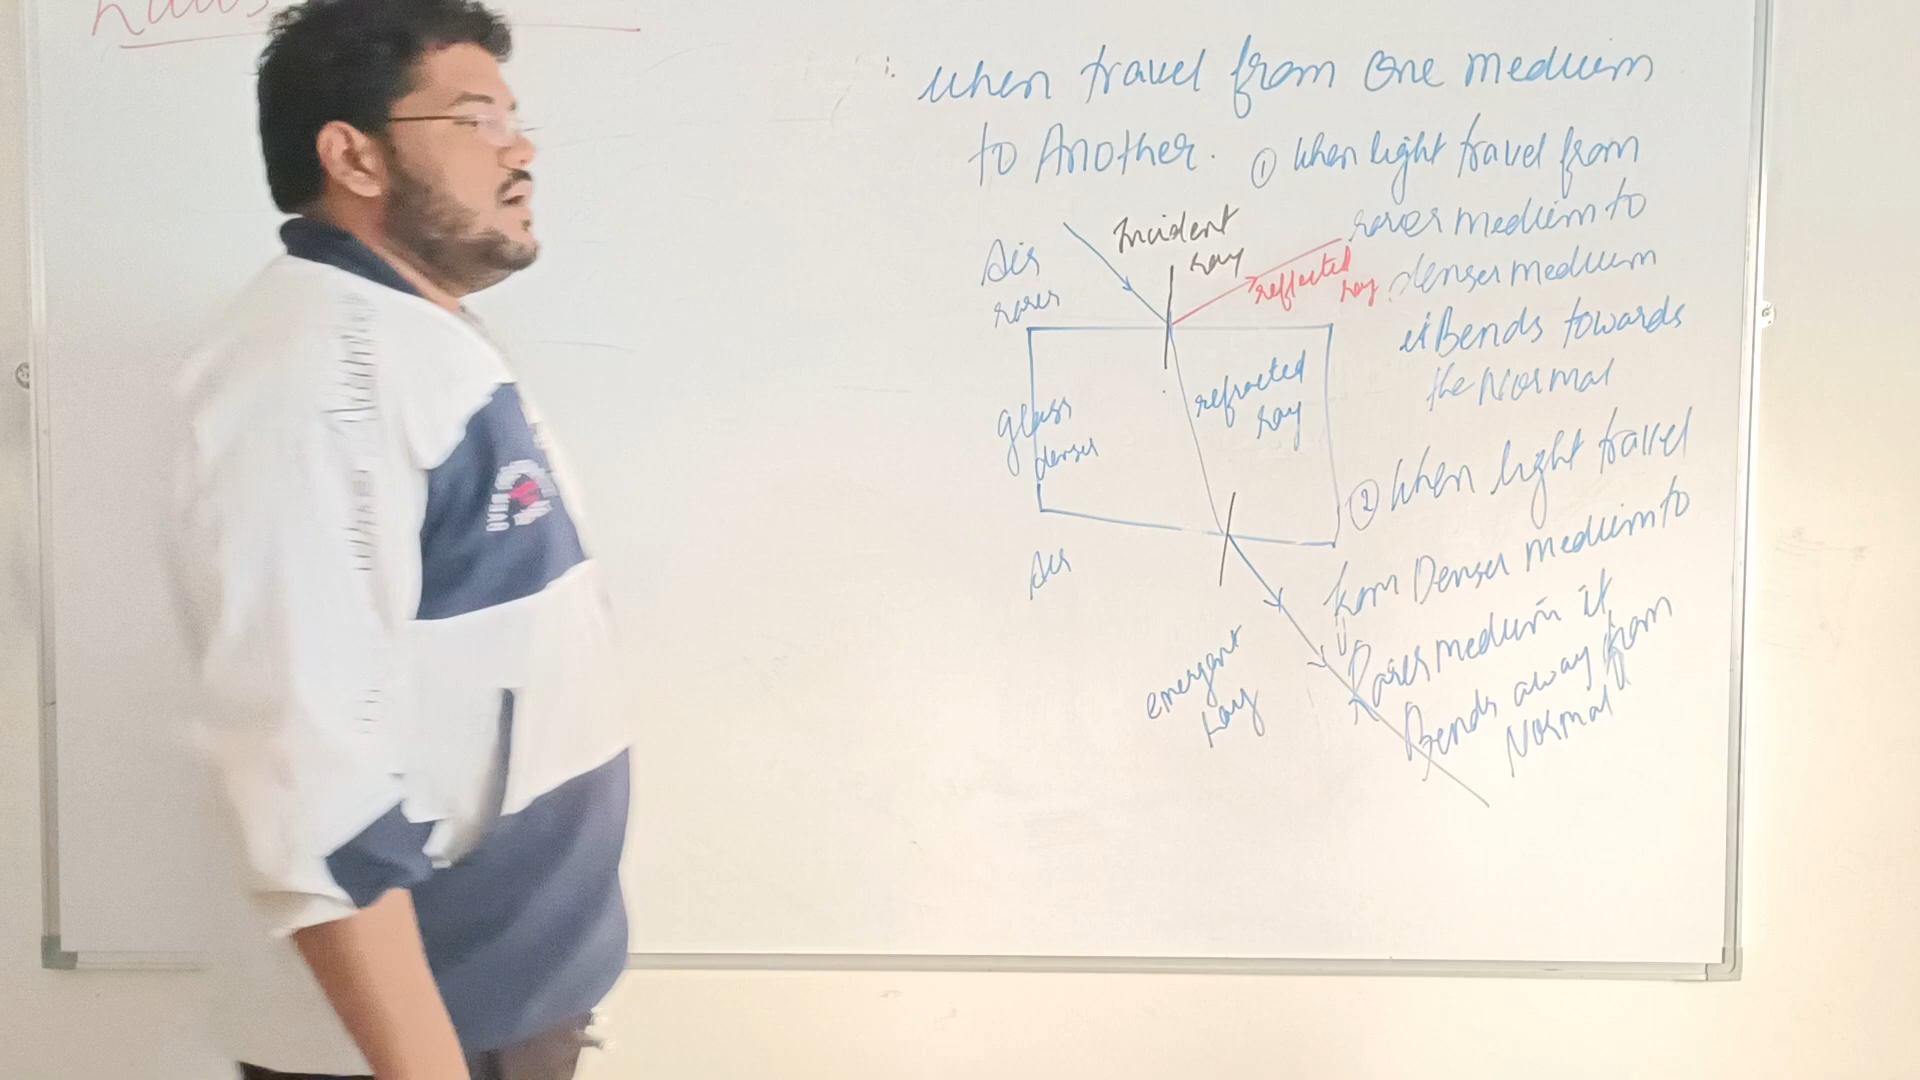 when travel from one medium
to Another.
① When light travel from
rarer medium to
denser medium
it Bends towards
the Normal
Incident
ray
reflected
ray
Air
rarer
glass
denser
refracted
ray
Air
emergent
ray
② When light travel
from Denser medium to
Rarer medium it
Bends away from
Normal